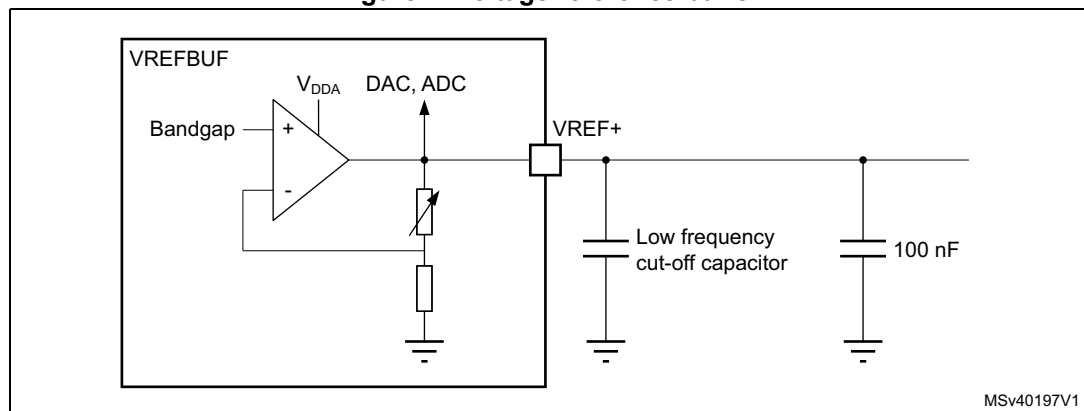 VREFBUF
VDDA
DAC, ADC
Bandgap
+
-
VREF+
Low frequency
cut-off capacitor
100 nF
MSv40197V1